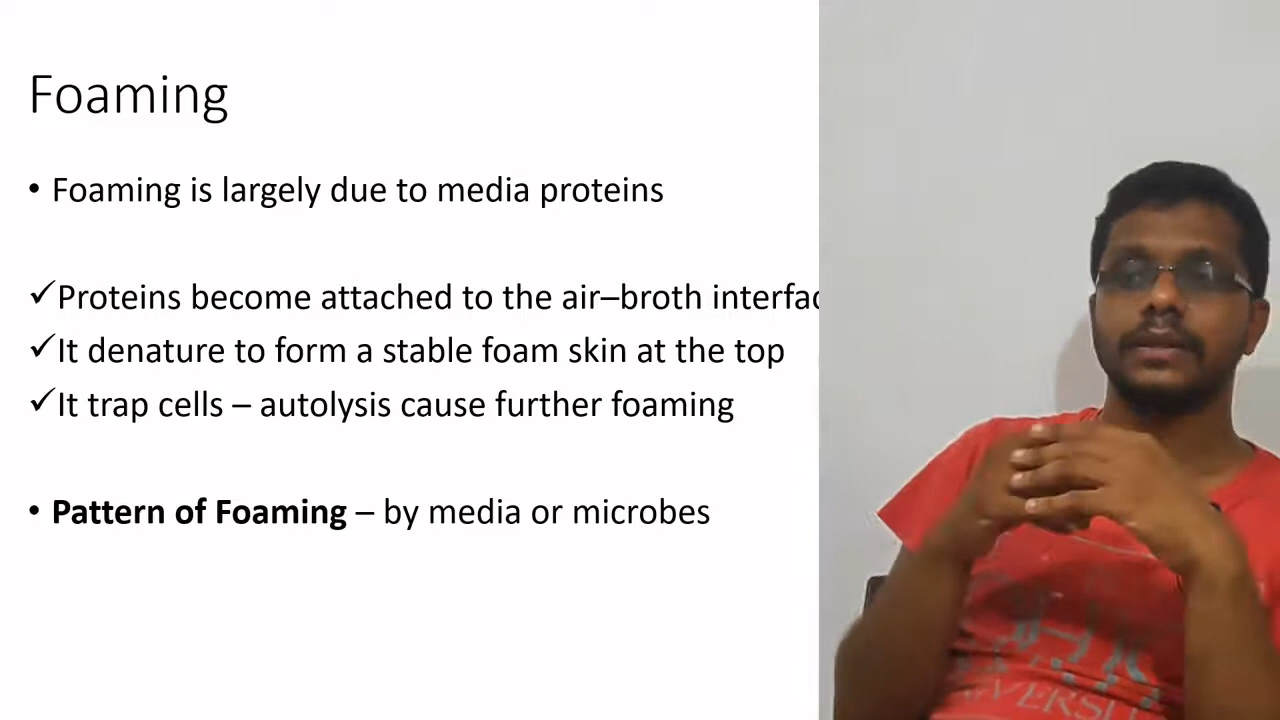 Foaming
• Foaming is largely due to media proteins
✓Proteins become attached to the air–broth interfac
✓It denature to form a stable foam skin at the top
✓It trap cells – autolysis cause further foaming
• Pattern of Foaming – by media or microbes